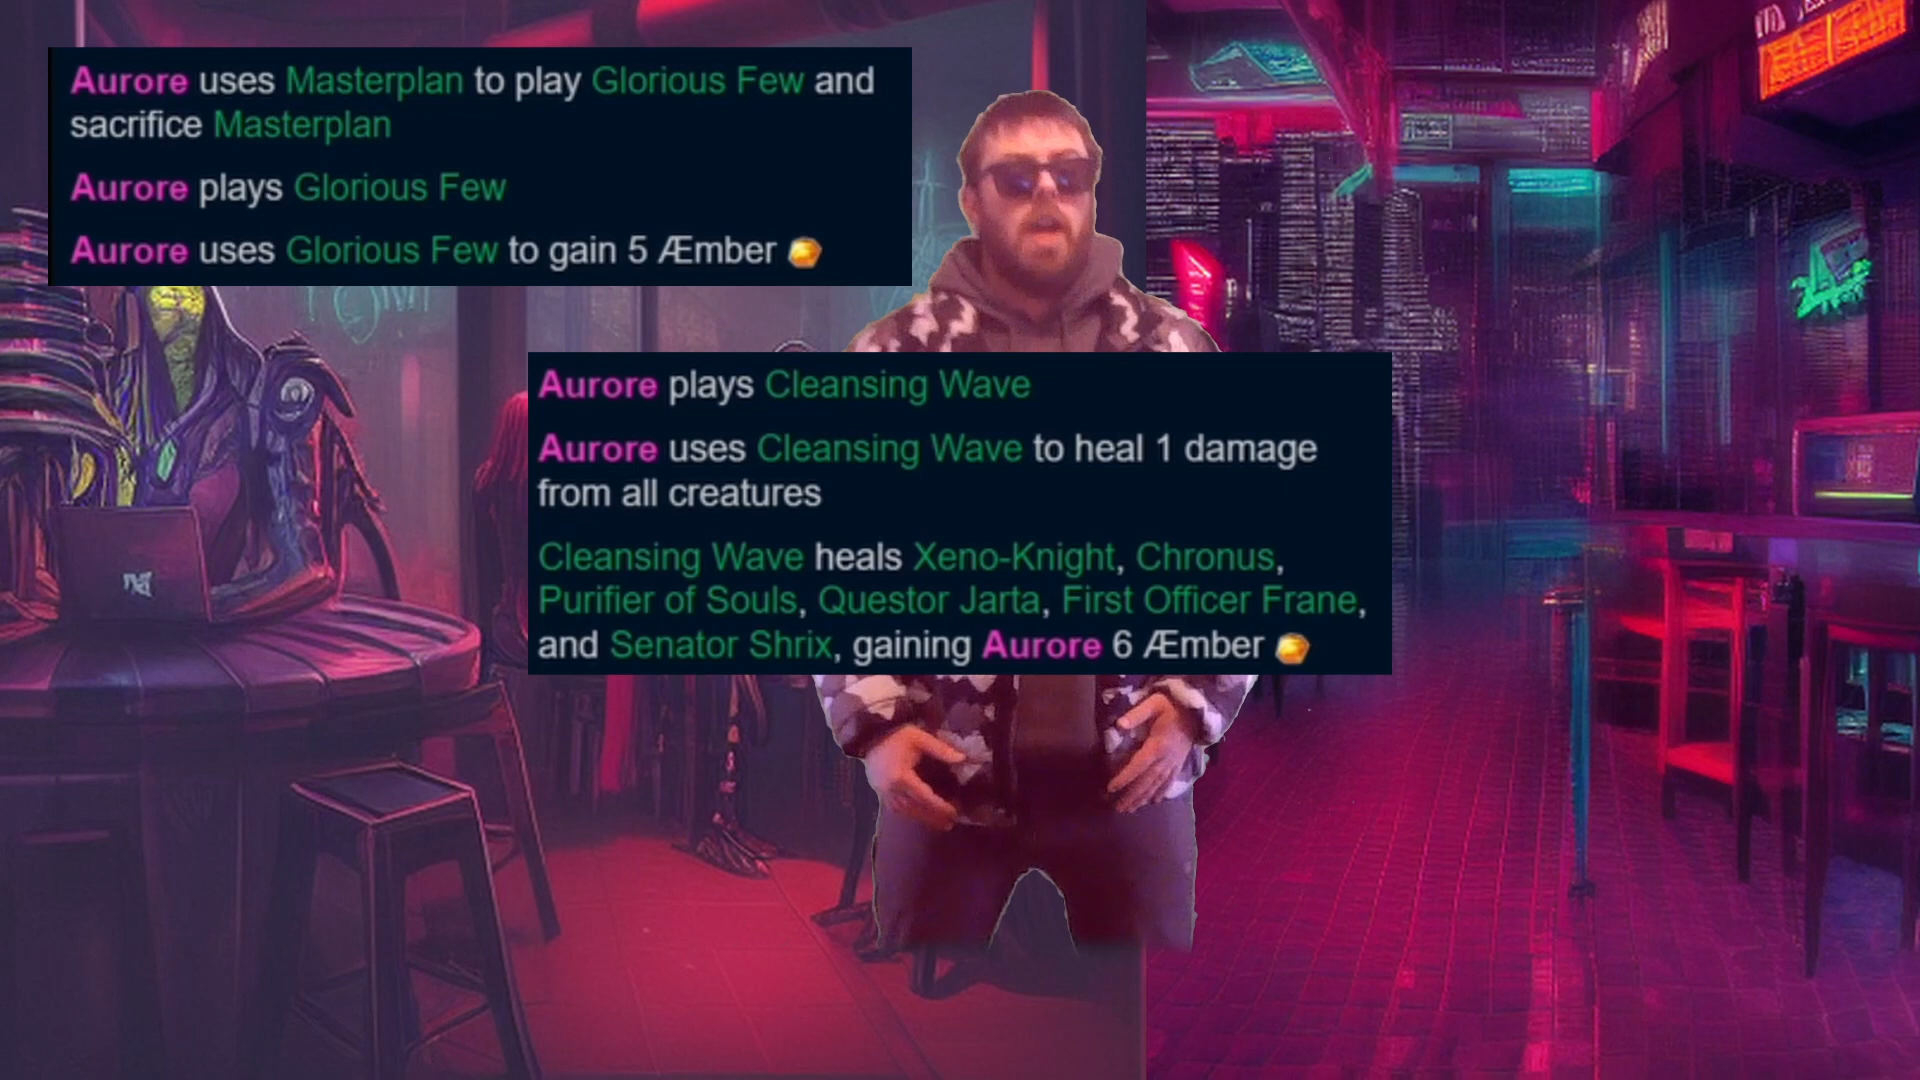 Aurore uses Masterplan to play Glorious Few and
sacrifice Masterplan
Aurore plays Glorious Few
Aurore uses Glorious Few to gain 5 Æmber
Aurore plays Cleansing Wave
Aurore uses Cleansing Wave to heal 1 damage
from all creatures
Cleansing Wave heals Xeno-Knight, Chronus,
Purifier of Souls, Questor Jarta, First Officer Frane,
and Senator Shrix, gaining Aurore 6 Æmber